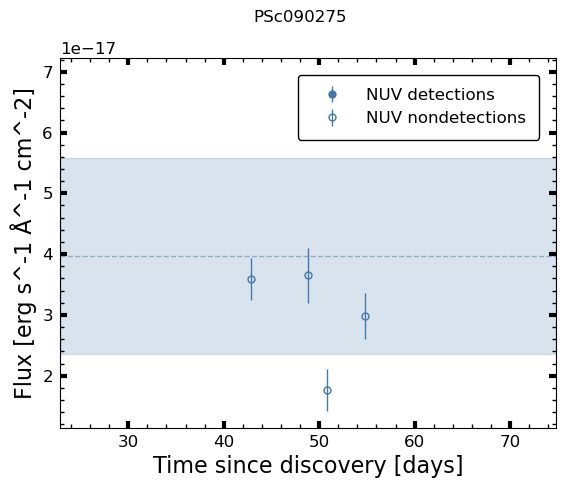 PSc090275
1e−17
7
6
5
4
3
2
NUV detections
NUV nondetections
Flux [erg s^-1 Å^-1 cm^-2]
30 40 50 60 70
Time since discovery [days]